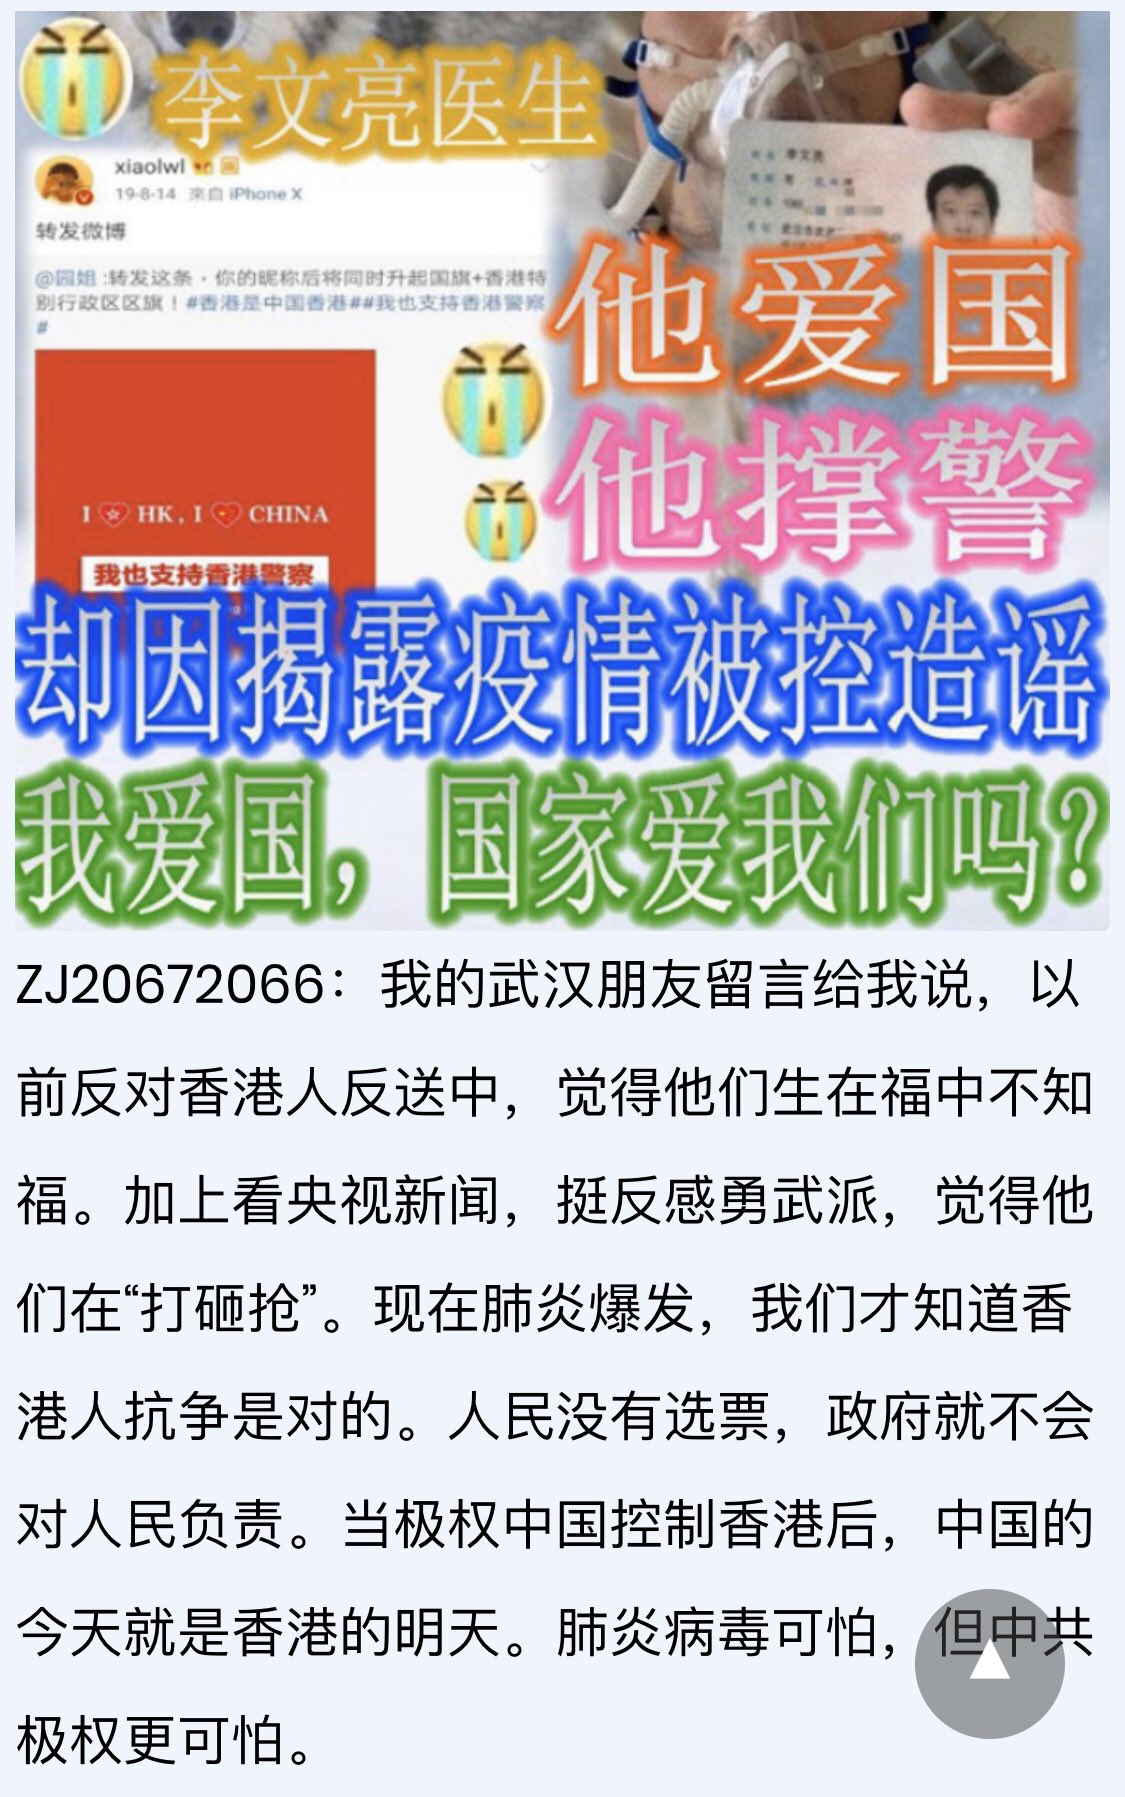 李文亮医生
xiaolwl
19-8-14 来自 iPhone X
转发微博
@园姐 :转发这条，你的昵称后将同时升起国旗+香港特
别行政区区旗！#香港是中国香港##我也支持香港警察
#
I HK, I CHINA
我也支持香港警察
李文亮
他爱国
他撑警
却因揭露疫情被控造谣
我爱国，国家爱我们吗？
ZJ20672066：我的武汉朋友留言给我说，以
前反对香港人反送中，觉得他们生在福中不知
福。加上看央视新闻，挺反感勇武派，觉得他
们在“打砸抢”。现在肺炎爆发，我们才知道香
港人抗争是对的。人民没有选票，政府就不会
对人民负责。当极权中国控制香港后，中国的
今天就是香港的明天。肺炎病毒可怕，但中共
极权更可怕。